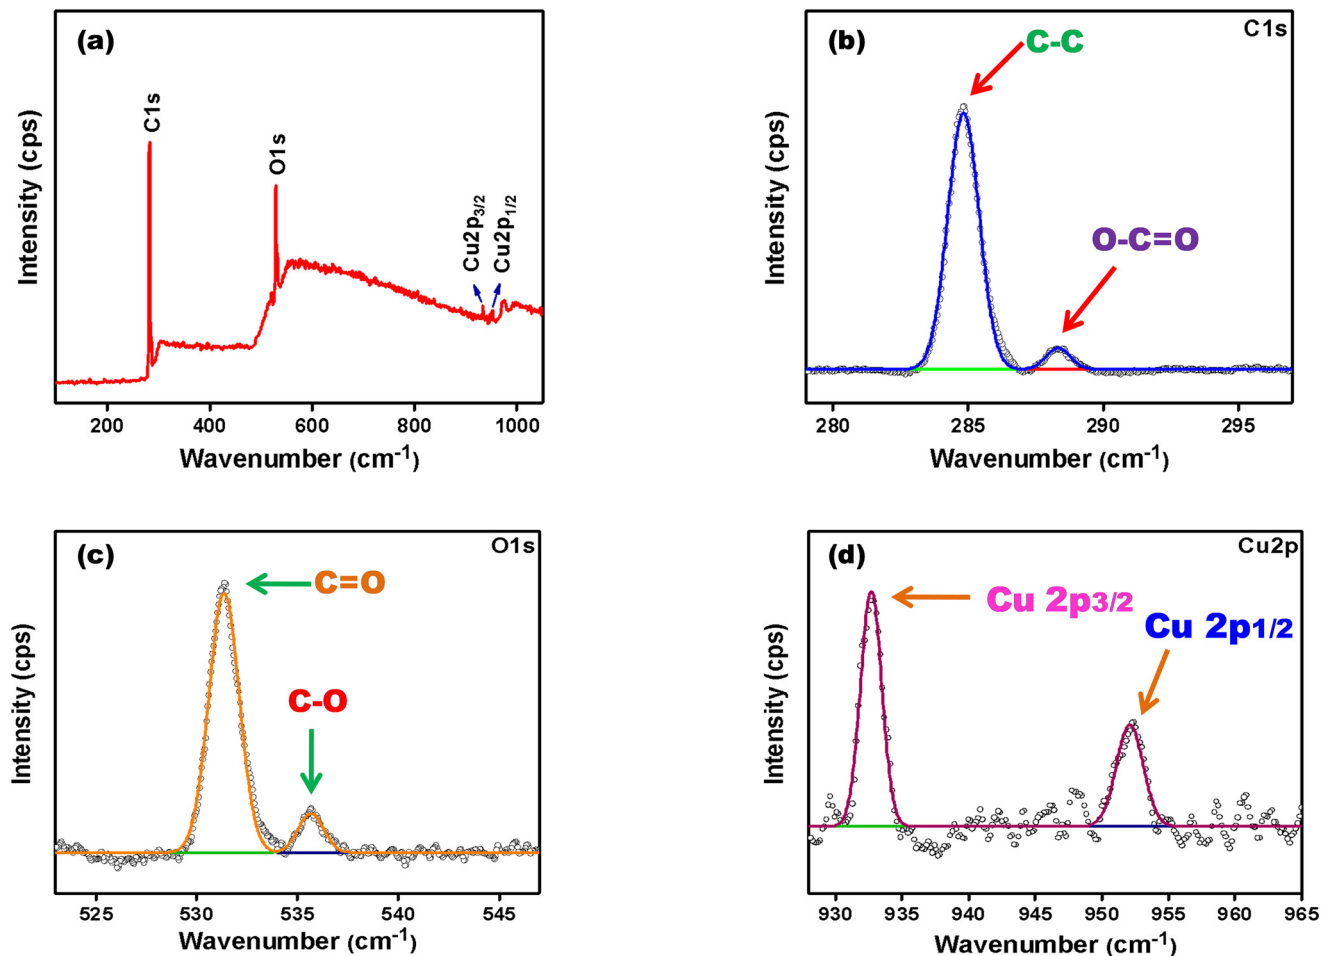 (a)
C1s
O1s
Cu2p3/2
Cu2p1/2
Intensity (cps)
200 400 600 800 1000
Wavenumber (cm-1)
(b)
C1s
C-C
O-C=O
Intensity (cps)
280 285 290 295
Wavenumber (cm-1)
(c)
O1s
C=O
C-O
Intensity (cps)
525 530 535 540 545
Wavenumber (cm-1)
(d)
Cu2p
Cu 2p3/2
Cu 2p1/2
Intensity (cps)
930 935 940 945 950 955 960 965
Wavenumber (cm-1)